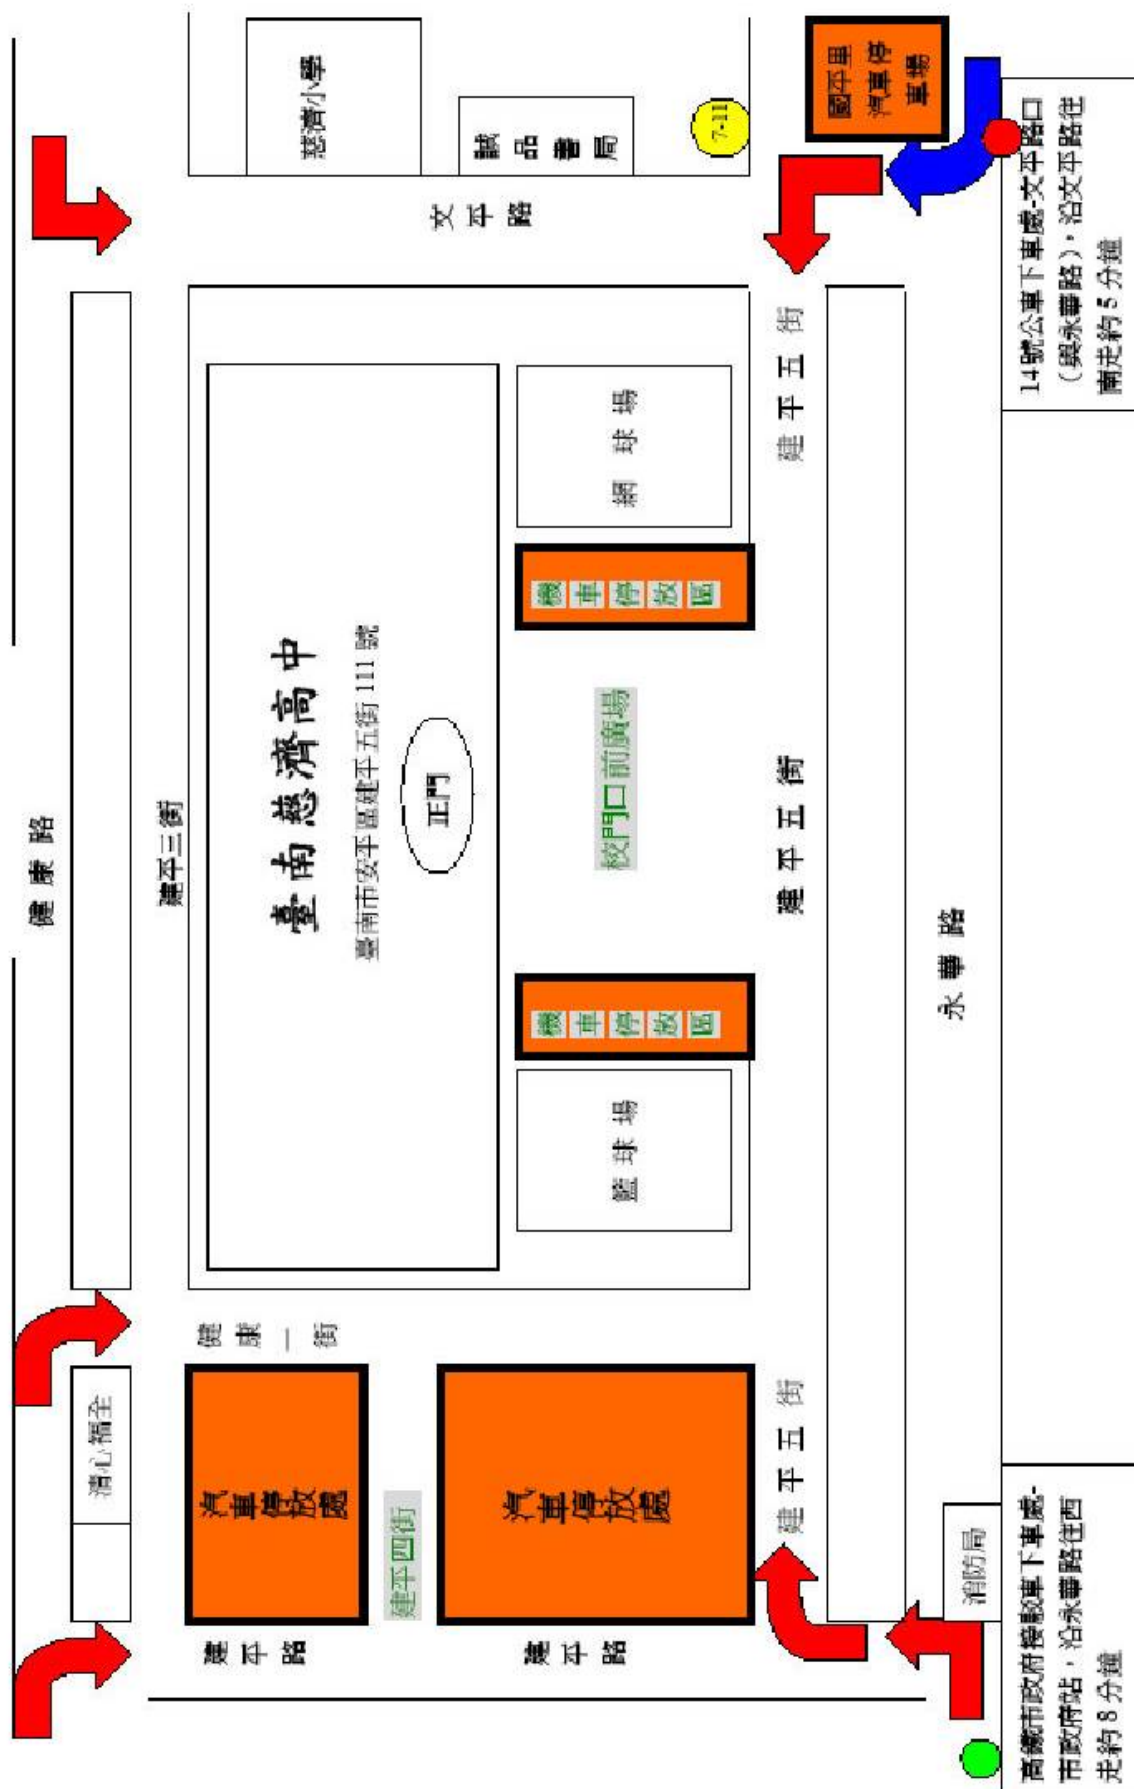 健康路
清心福全
建平三街
慈濟小學
誠品書局
7-11
國平里
汽車停
車場
文平路
臺南慈濟高中
臺南市安平區建平五街111號
正門
網球場
機車停放區
校門口前廣場
機車停放區
籃球場
健康一街
汽車停放處
建平四街
汽車停放處
建平路
建平路
建平五街
建平五街
建平五街
永華路
消防局
高鐵市政府接駁車下車處-
市政府站，沿永華路往西
走約8分鐘
14號公車下車處-文平路口
（與永華路），沿文平路往
南走約5分鐘